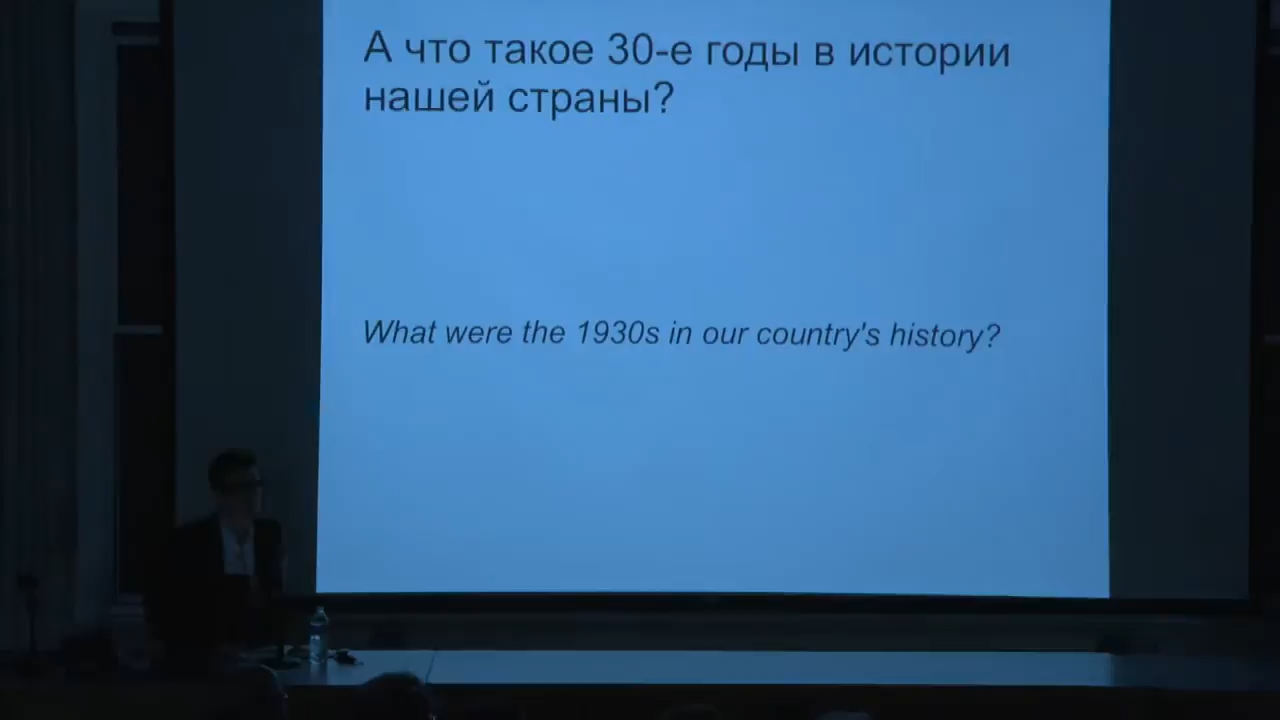 А что такое 30-е годы в истории
нашей страны?
What were the 1930s in our country's history?